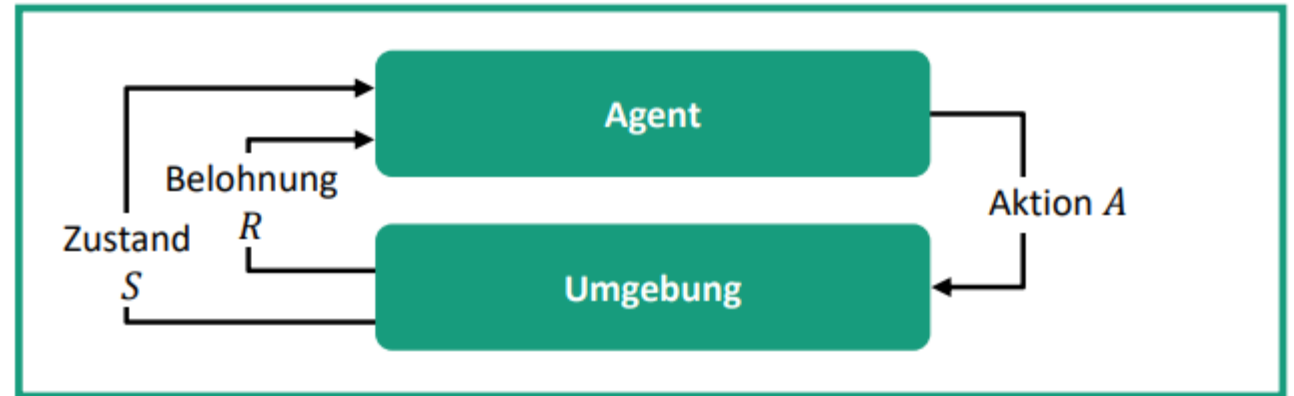 Agent
Belohnung
R
Zustand
S
Aktion A
Umgebung